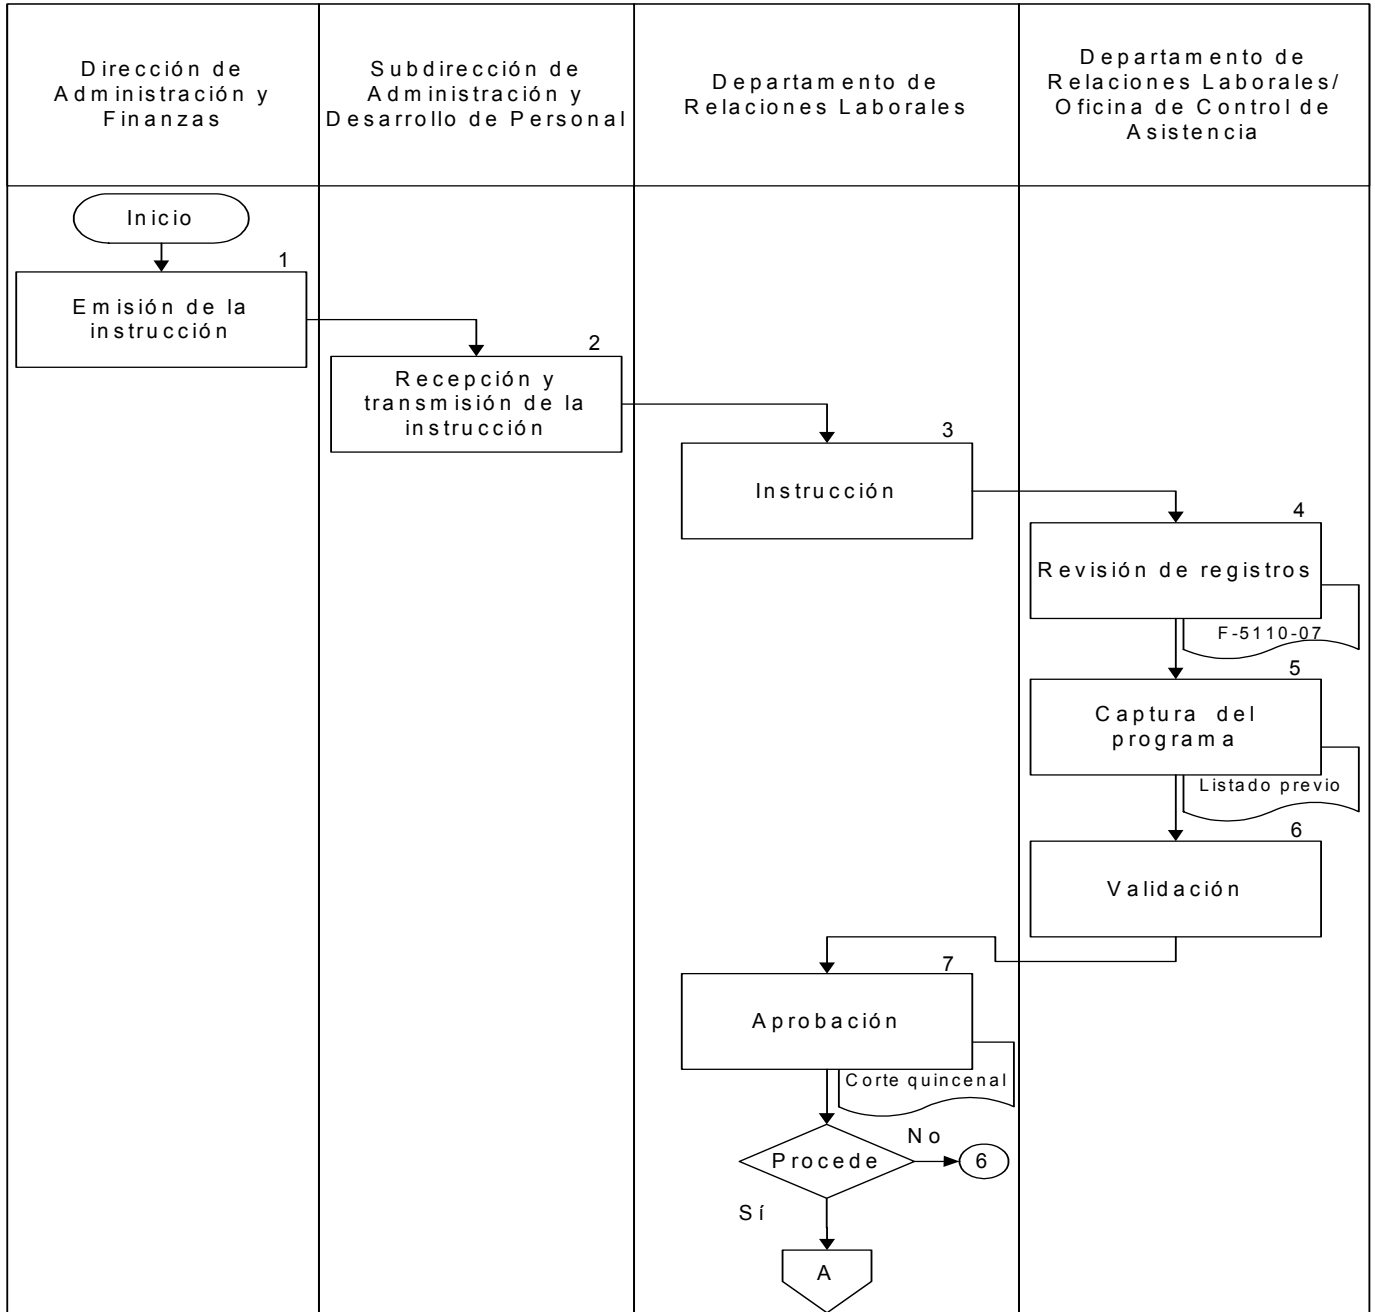 Dirección de
Administración y
Finanzas
Subdirección de
Administración y
Desarrollo de Personal
Departamento de
Relaciones Laborales
Departamento de
Relaciones Laborales/
Oficina de Control de
Asistencia
Inicio
1
Emisión de la
instrucción
2
Recepción y
transmisión de la
instrucción
3
Instrucción
4
Revisión de registros
F-5110-07
5
Captura del
programa
Listado previo
6
Validación
7
Aprobación
Corte quincenal
Procede
No
6
Sí
A